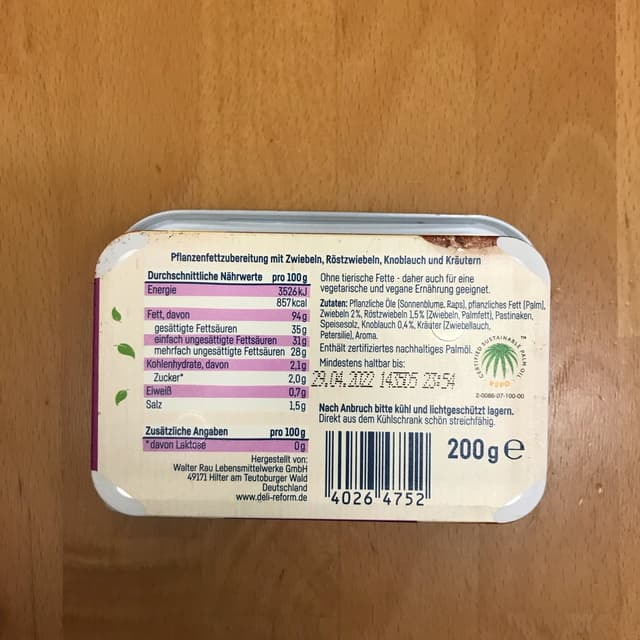 Pflanzenfettzubereitung mit Zwiebeln, Röstzwiebeln, Knoblauch und Kräutern
Durchschnittliche Nährwerte pro 100 g
Energie 3526 kJ
857 kcal
Fett, davon 94 g
gesättigte Fettsäuren 35 g
einfach ungesättigte Fettsäuren 31 g
mehrfach ungesättigte Fettsäuren 28 g
Kohlenhydrate, davon 2,1 g
Zucker* 2,0 g
Eiweiß 0,7 g
Salz 1,5 g
Zusätzliche Angaben pro 100 g
*davon Laktose 0 g
Hergestellt von:
Walter Rau Lebensmittelwerke GmbH
49171 Hilter am Teutoburger Wald
Deutschland
www.deli-reform.de
Ohne tierische Fette - daher auch für eine
vegetarische und vegane Ernährung geeignet.
Zutaten: Pflanzliche Öle (Sonnenblume, Raps), pflanzliches Fett (Palm),
Zwiebeln 2%, Röstzwiebeln 1,5% (Zwiebeln, Palmfett), Pastinaken,
Speisesalz, Knoblauch 0,4%, Kräuter (Zwiebellauch,
Petersilie), Aroma.
Enthält zertifiziertes nachhaltiges Palmöl.
Mindestens haltbar bis:
29.04.2022 143505 23:54
CERTIFIED SUSTAINABLE PALM OIL
RSPO
2-0086-07-100-00
Nach Anbruch bitte kühl und lichtgeschützt lagern.
Direkt aus dem Kühlschrank schön streichfähig.
200 g e
4026 4752